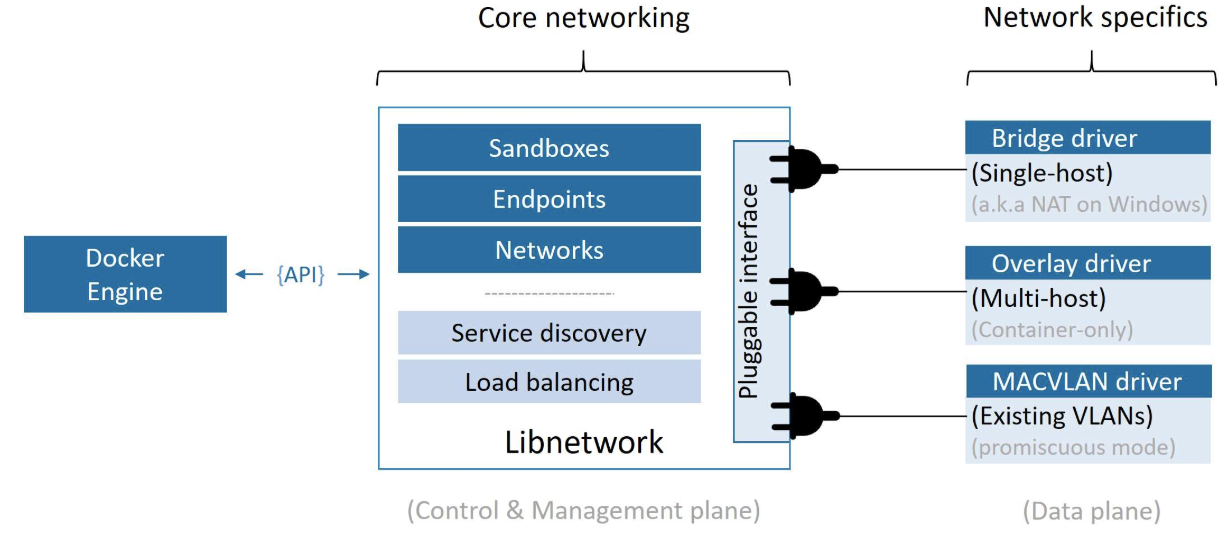 Core networking
Network specifics
Docker
Engine
{API}
Sandboxes
Endpoints
Networks
Service discovery
Load balancing
Libnetwork
Pluggable interface
Bridge driver
(Single-host)
(a.k.a NAT on Windows)
Overlay driver
(Multi-host)
(Container-only)
MACVLAN driver
(Existing VLANs)
(promiscuous mode)
(Control & Management plane)
(Data plane)